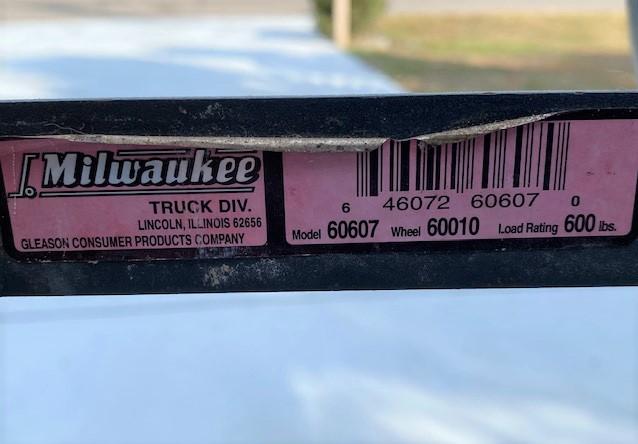 Milwaukee
TRUCK DIV.
LINCOLN, ILLINOIS 62656
GLEASON CONSUMER PRODUCTS COMPANY
6 46072 60607 0
Model 60607 Wheel 60010 Load Rating 600 lbs.